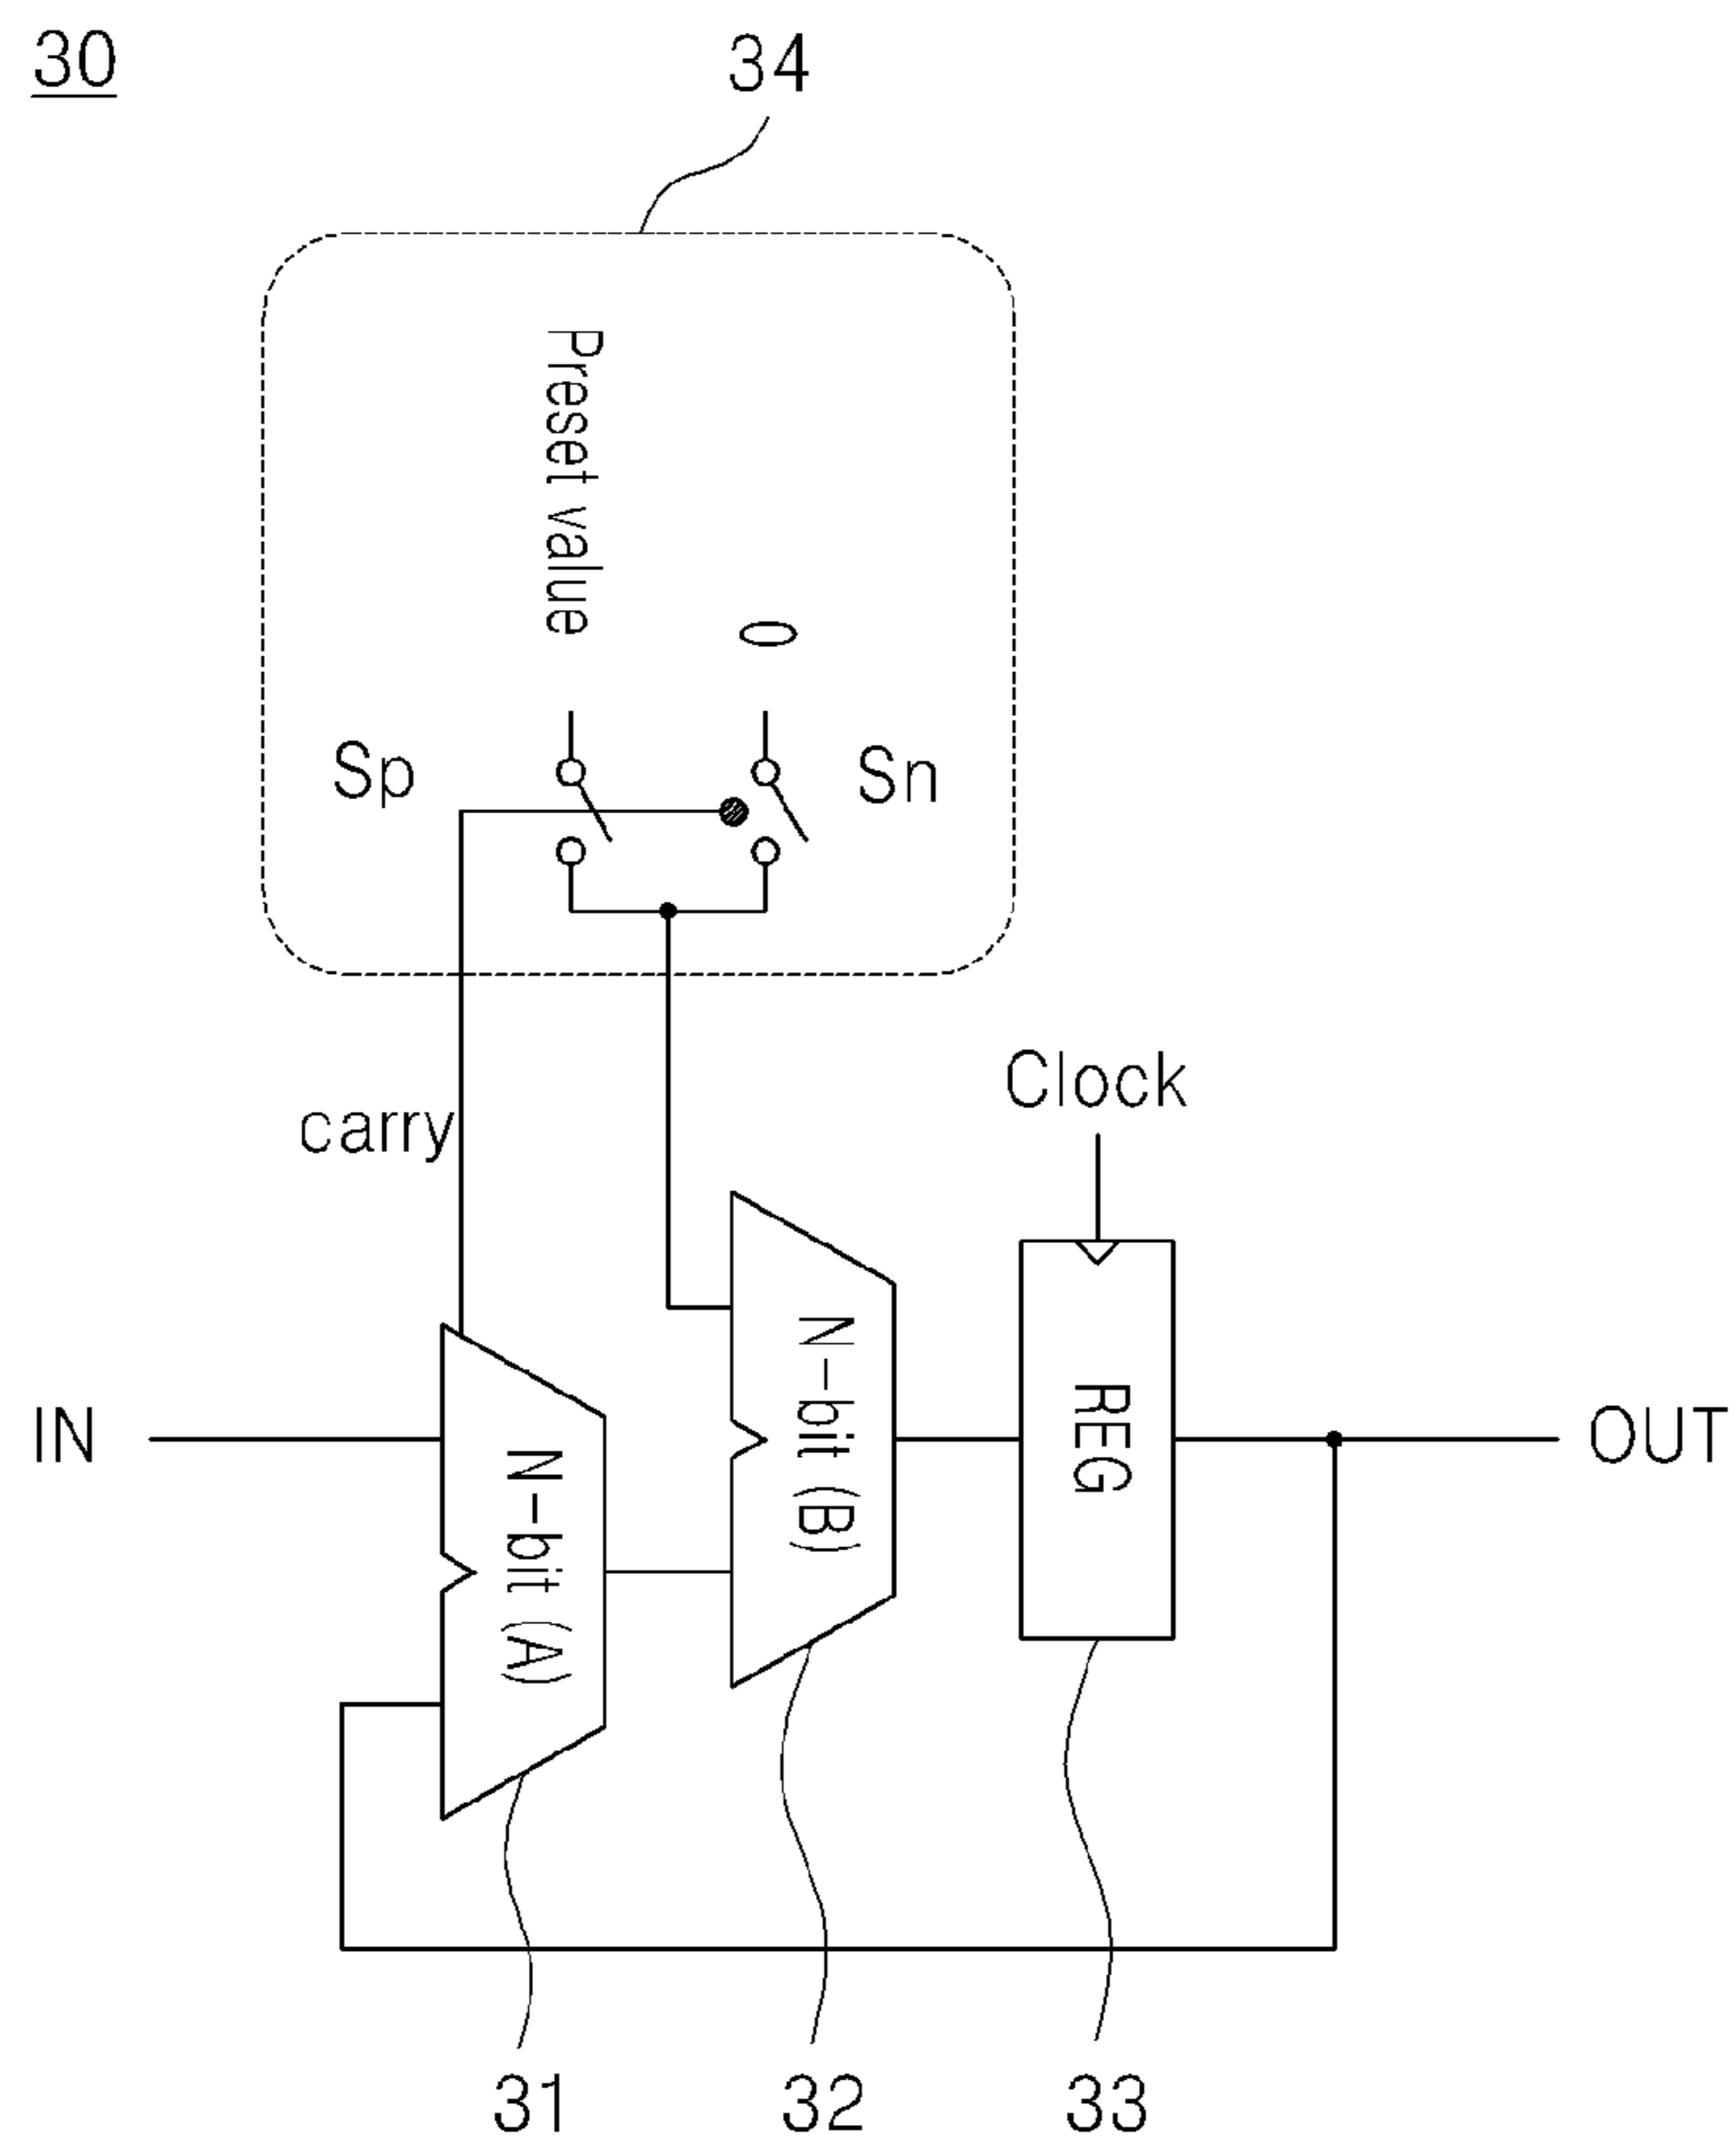 30
34
Preset value
0
Sp
Sn
carry
Clock
IN
N-bit (A)
N-bit (B)
REG
OUT
31
32
33